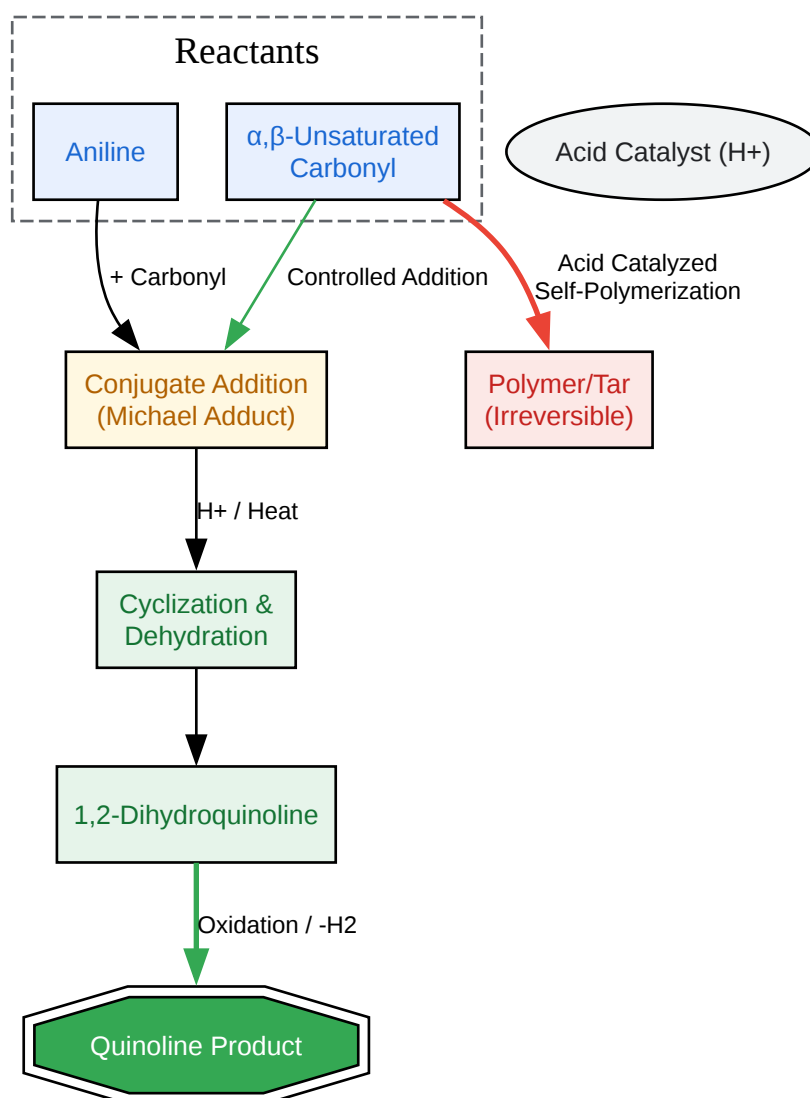 Reactants
Aniline
α,β-Unsaturated
Carbonyl
Acid Catalyst (H+)
+ Carbonyl
Controlled Addition
Acid Catalyzed
Self-Polymerization
Conjugate Addition
(Michael Adduct)
Polymer/Tar
(Irreversible)
H+ / Heat
Cyclization &
Dehydration
1,2-Dihydroquinoline
Oxidation / -H2
Quinoline Product